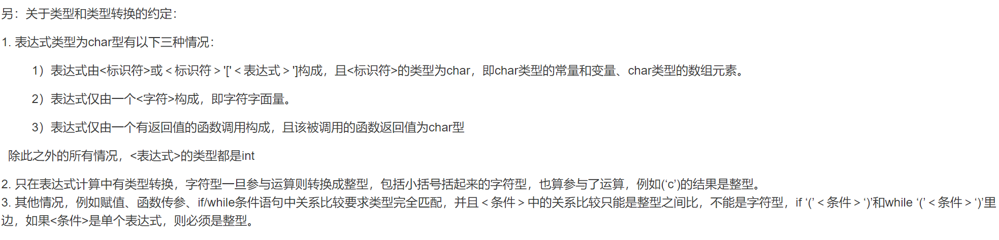 另：关于类型和类型转换的约定：
1. 表达式类型为char型有以下三种情况：
1）表达式由<标识符>或＜标识符＞'['＜表达式＞']构成，且<标识符>的类型为char，即char类型的常量和变量、char类型的数组元素。
2）表达式仅由一个<字符>构成，即字符字面量。
3）表达式仅由一个有返回值的函数调用构成，且该被调用的函数返回值为char型
除此之外的所有情况，<表达式>的类型都是int
2. 只在表达式计算中有类型转换，字符型一旦参与运算则转换成整型，包括小括号括起来的字符型，也算参与了运算，例如(‘c’)的结果是整型。
3. 其他情况，例如赋值、函数传参、if/while条件语句中关系比较要求类型完全匹配，并且＜条件＞中的关系比较只能是整型之间比，不能是字符型，if ‘(’＜条件＞‘)’和while ‘(’＜条件＞‘)’里
边，如果<条件>是单个表达式，则必须是整型。